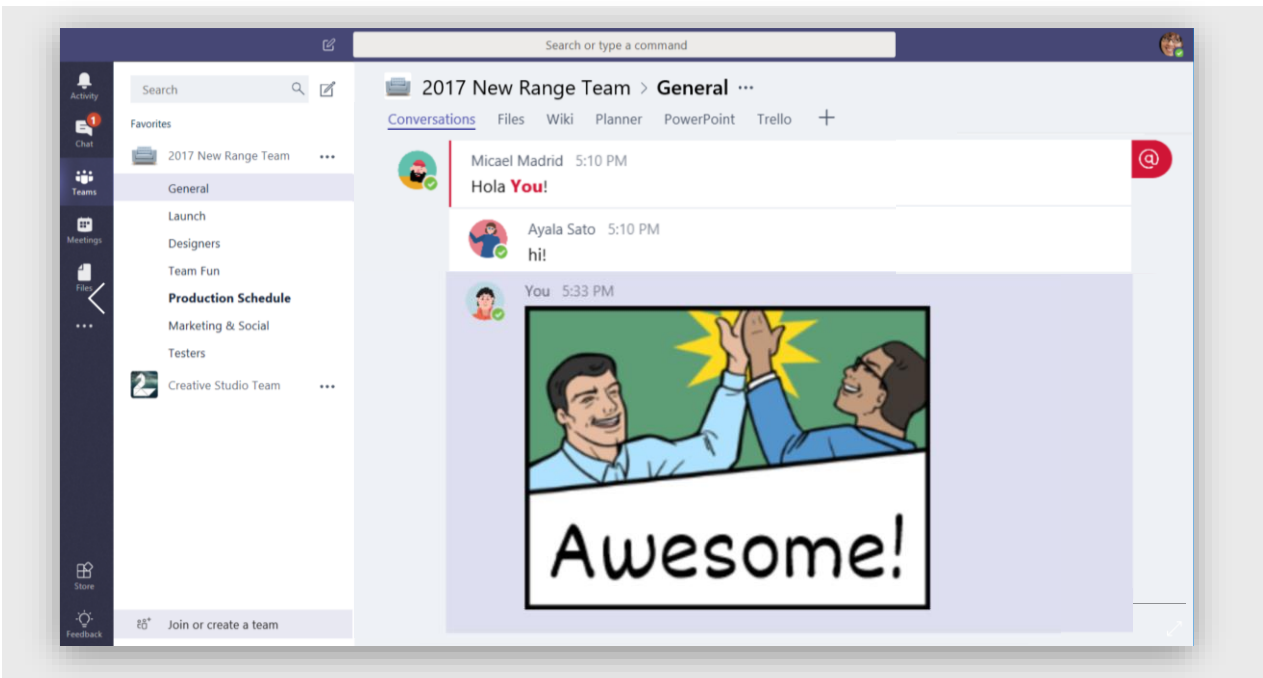 Search or type a command
Activity
Chat
1
Teams
Meetings
Files
Store
Feedback
Search
Favorites
2017 New Range Team
General
Launch
Designers
Team Fun
Production Schedule
Marketing & Social
Testers
Creative Studio Team
Join or create a team
2017 New Range Team > General
Conversations Files Wiki Planner PowerPoint Trello
Micael Madrid 5:10 PM
Hola You!
@
Ayala Sato 5:10 PM
hi!
You 5:33 PM
Awesome!